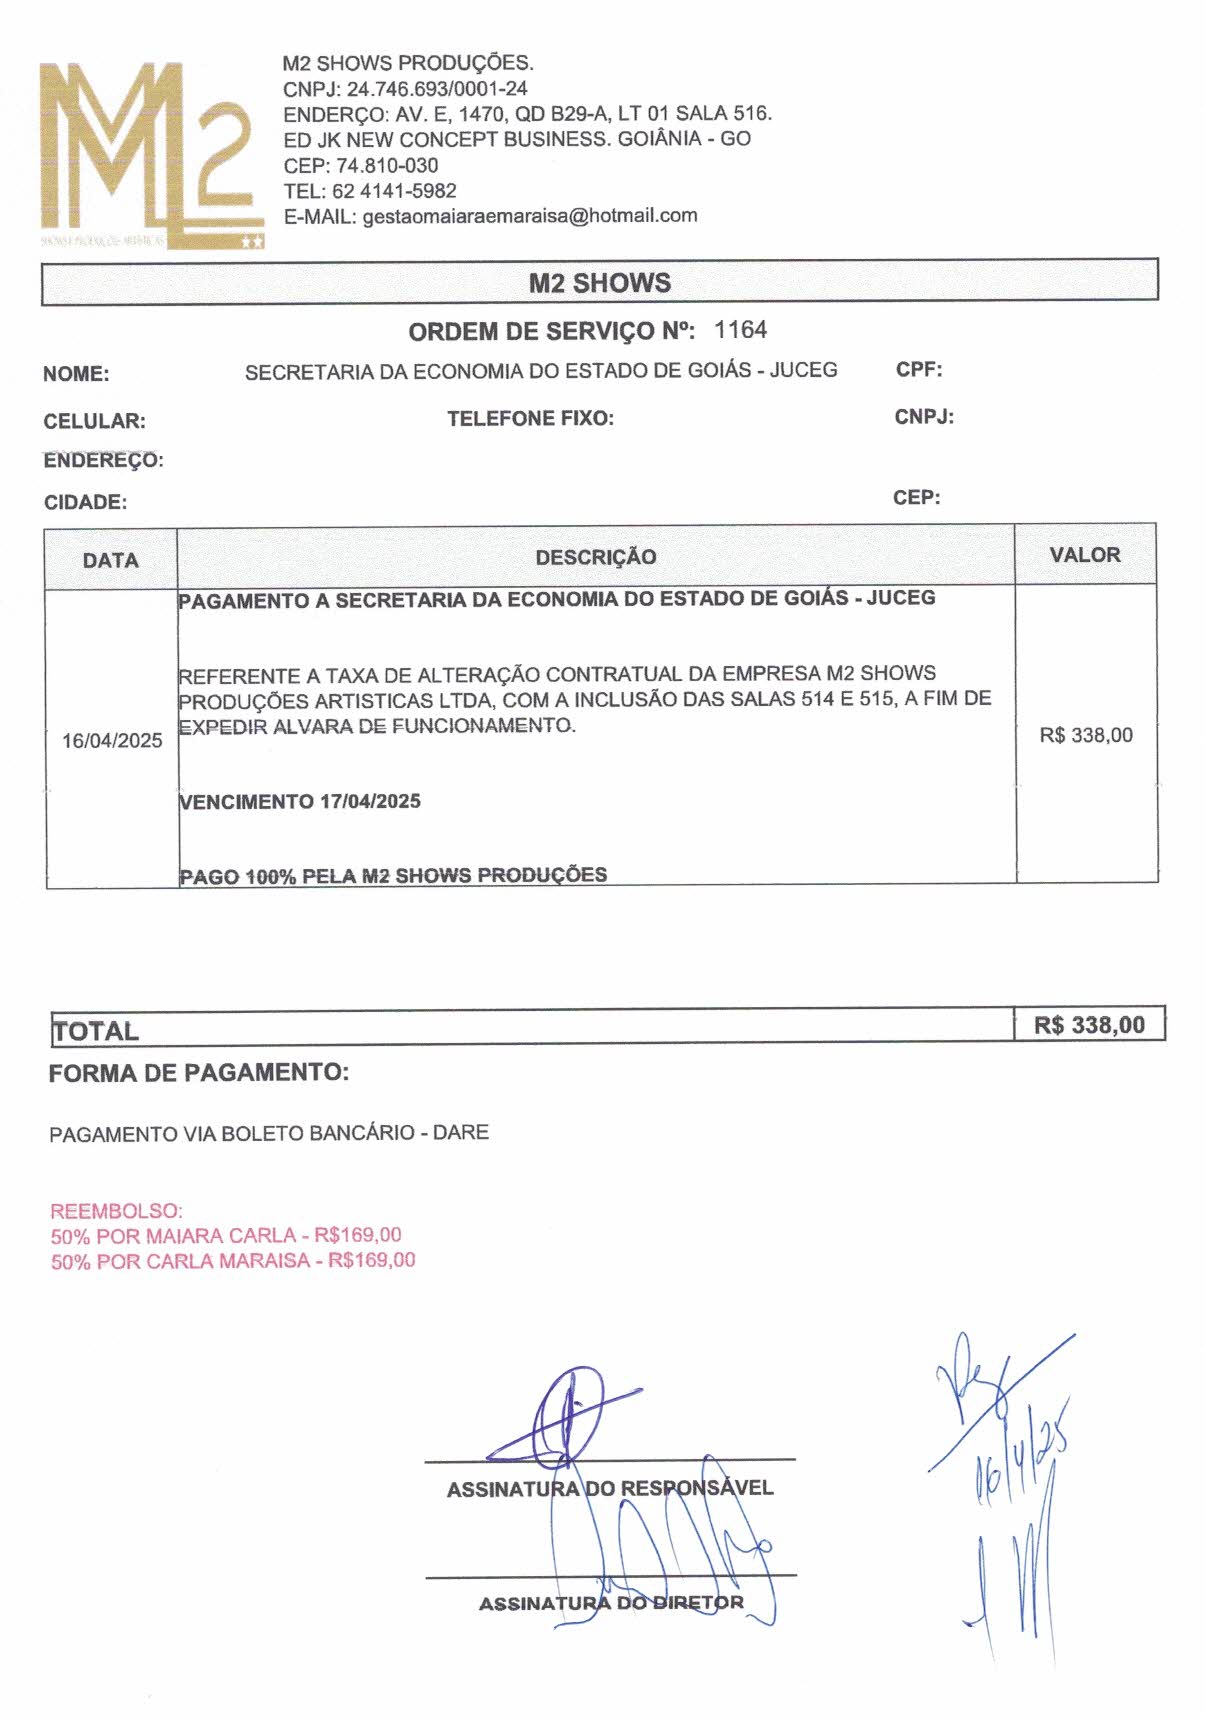 M2
SHOWS E PRODUÇÕES ARTÍSTICAS
M2 SHOWS PRODUÇÕES.
CNPJ: 24.746.693/0001-24
ENDERÇO: AV. E, 1470, QD B29-A, LT 01 SALA 516.
ED JK NEW CONCEPT BUSINESS. GOIÂNIA - GO
CEP: 74.810-030
TEL: 62 4141-5982
E-MAIL: gestaomaiaraemaraisa@hotmail.com
M2 SHOWS
ORDEM DE SERVIÇO Nº: 1164
NOME: SECRETARIA DA ECONOMIA DO ESTADO DE GOIÁS - JUCEG CPF:
CELULAR: TELEFONE FIXO: CNPJ:
ENDEREÇO:
CIDADE: CEP:
DATA DESCRIÇÃO VALOR
PAGAMENTO A SECRETARIA DA ECONOMIA DO ESTADO DE GOIÁS - JUCEG
REFERENTE A TAXA DE ALTERAÇÃO CONTRATUAL DA EMPRESA M2 SHOWS
PRODUÇÕES ARTISTICAS LTDA, COM A INCLUSÃO DAS SALAS 514 E 515, A FIM DE
EXPEDIR ALVARA DE FUNCIONAMENTO.
16/04/2025 R$ 338,00
VENCIMENTO 17/04/2025
PAGO 100% PELA M2 SHOWS PRODUÇÕES
TOTAL R$ 338,00
FORMA DE PAGAMENTO:
PAGAMENTO VIA BOLETO BANCÁRIO - DARE
REEMBOLSO:
50% POR MAIARA CARLA - R$169,00
50% POR CARLA MARAISA - R$169,00
16/4/25
ASSINATURA DO RESPONSÁVEL
ASSINATURA DO DIRETOR